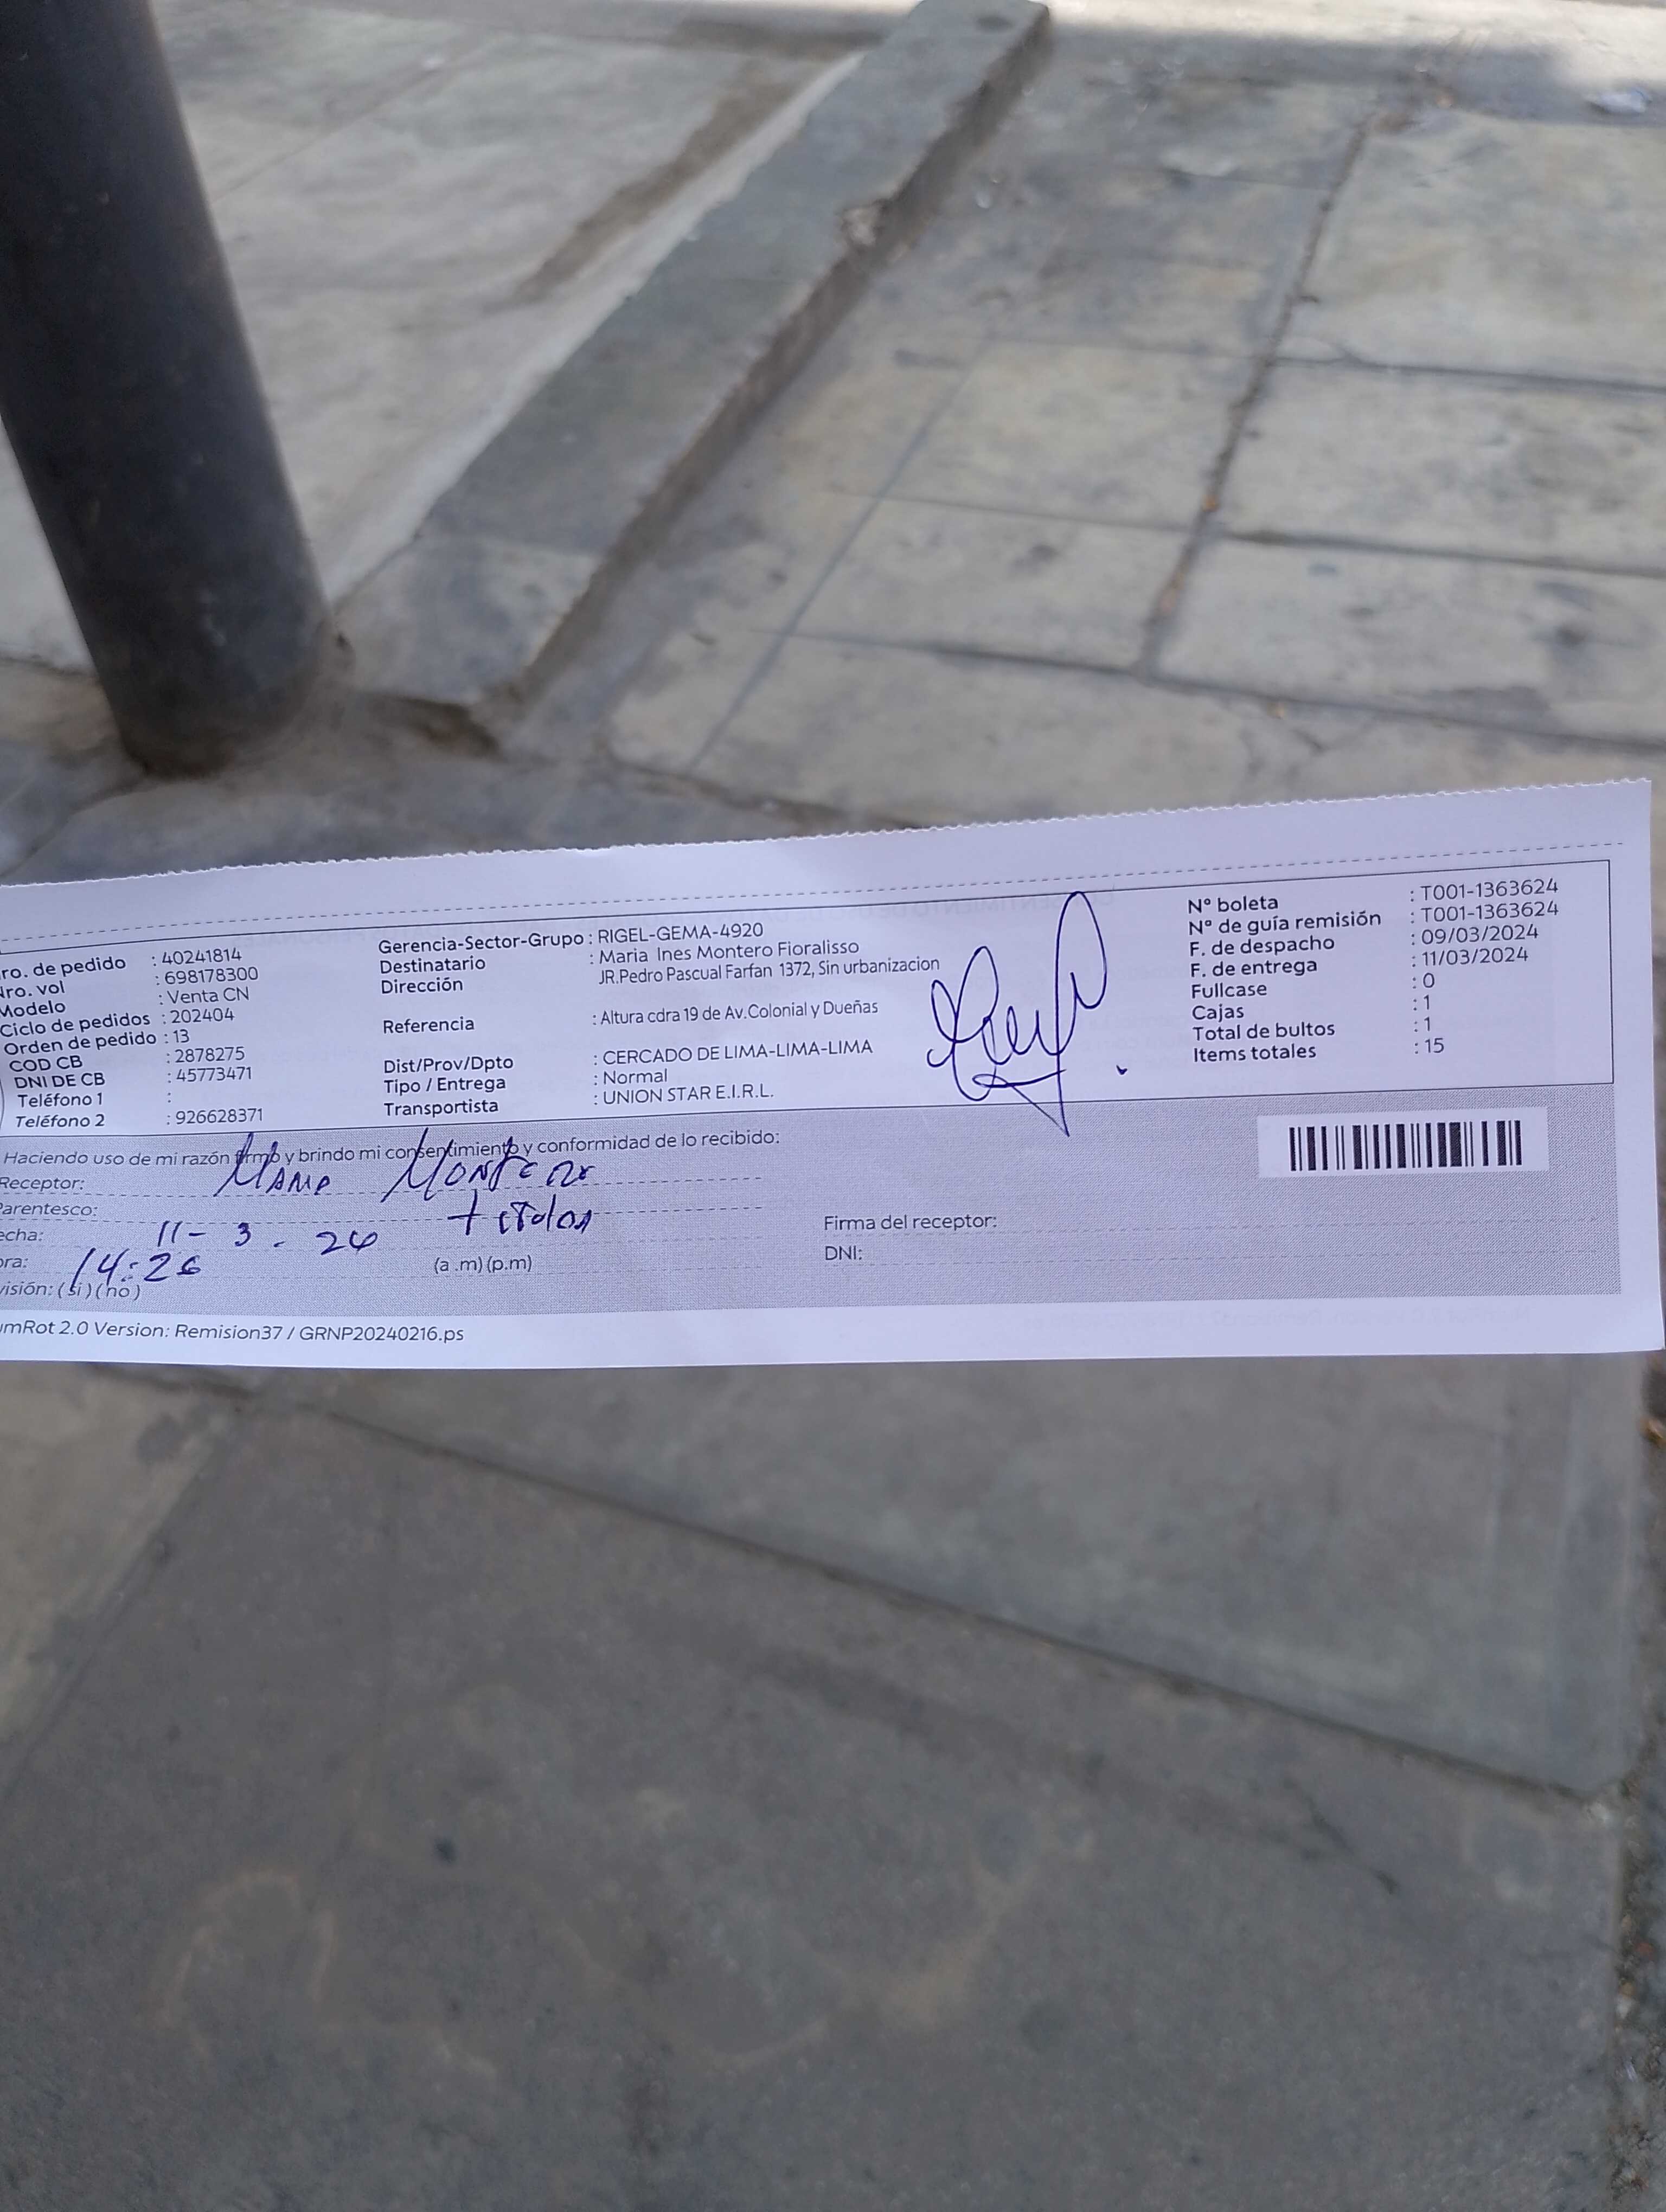 ro. de pedido : 40241814
Nro. vol : 698178300
Modelo : Venta CN
Ciclo de pedidos : 202404
Orden de pedido : 13
COD CB : 2878275
DNI DE CB : 45773471
Teléfono 1 :
Teléfono 2 : 926628371
Gerencia-Sector-Grupo : RIGEL-GEMA-4920
Destinatario : Maria Ines Montero Fioralisso
Dirección JR.Pedro Pascual Farfan 1372, Sin urbanizacion
Referencia : Altura cdra 19 de Av.Colonial y Dueñas
Dist/Prov/Dpto : CERCADO DE LIMA-LIMA-LIMA
Tipo / Entrega : Normal
Transportista : UNION STAR E.I.R.L.
Nº boleta : T001-1363624
Nº de guía remisión : T001-1363624
F. de despacho : 09/03/2024
F. de entrega : 11/03/2024
Fullcase : 0
Cajas : 1
Total de bultos : 1
Items totales : 15
Haciendo uso de mi razón firmo y brindo mi consentimiento y conformidad de lo recibido:
Receptor:
Parentesco:
echa: 11-3-24
ora: 14:26 (a .m) (p.m)
visión: ( si ) ( no )
Firma del receptor:
DNI:
umRot 2.0 Version: Remision37 / GRNP20240216.ps